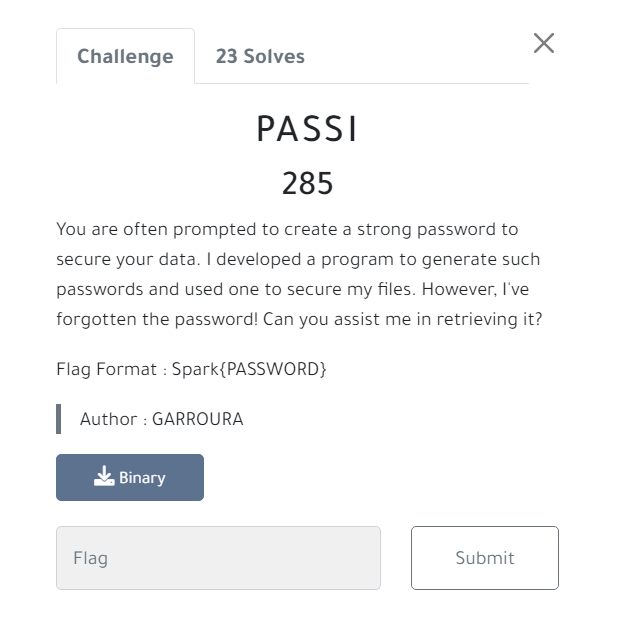 Challenge
23 Solves
PASSI
285
You are often prompted to create a strong password to
secure your data. I developed a program to generate such
passwords and used one to secure my files. However, I've
forgotten the password! Can you assist me in retrieving it?
Flag Format : Spark{PASSWORD}
Author : GARROURA
Binary
Flag
Submit